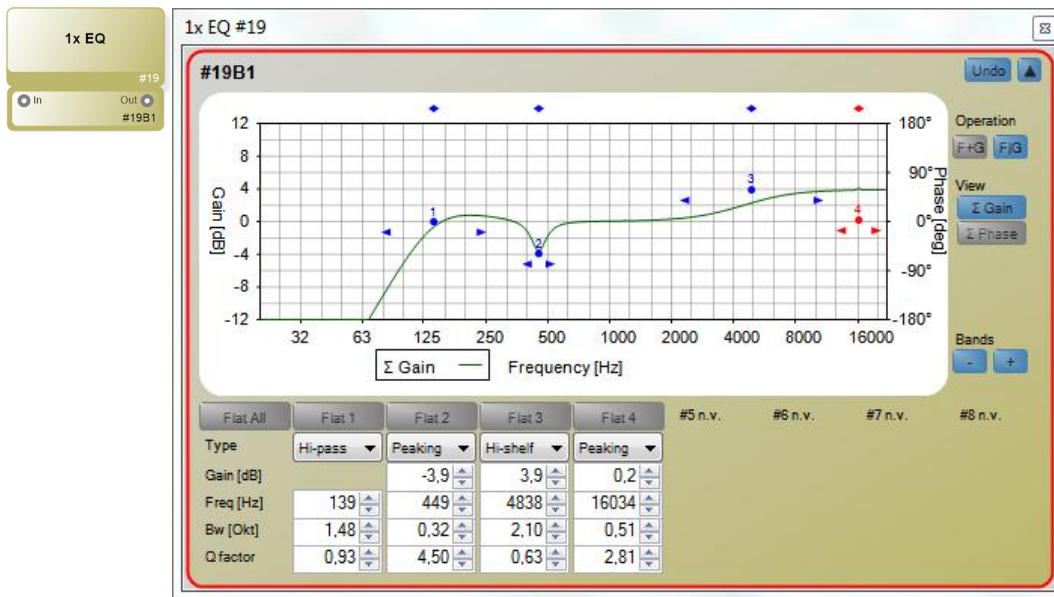 1x EQ
#19
In Out
#19B1
1x EQ #19
#19B1
Undo
Operation
F+G F|G
View
Σ Gain
Σ Phase
Bands
- +
Gain [dB]
12
8
4
0
-4
-8
-12
180°
90°
0°
-90°
-180°
Phase [deg]
1
2
3
4
32 63 125 250 500 1000 2000 4000 8000 16000
Σ Gain
Frequency [Hz]
Flat All Flat 1 Flat 2 Flat 3 Flat 4 #5 n.v. #6 n.v. #7 n.v. #8 n.v.
Type Hi-pass Peaking Hi-shelf Peaking
Gain [dB] -3,9 3,9 0,2
Freq [Hz] 139 449 4838 16034
Bw [Okt] 1,48 0,32 2,10 0,51
Q factor 0,93 4,50 0,63 2,81